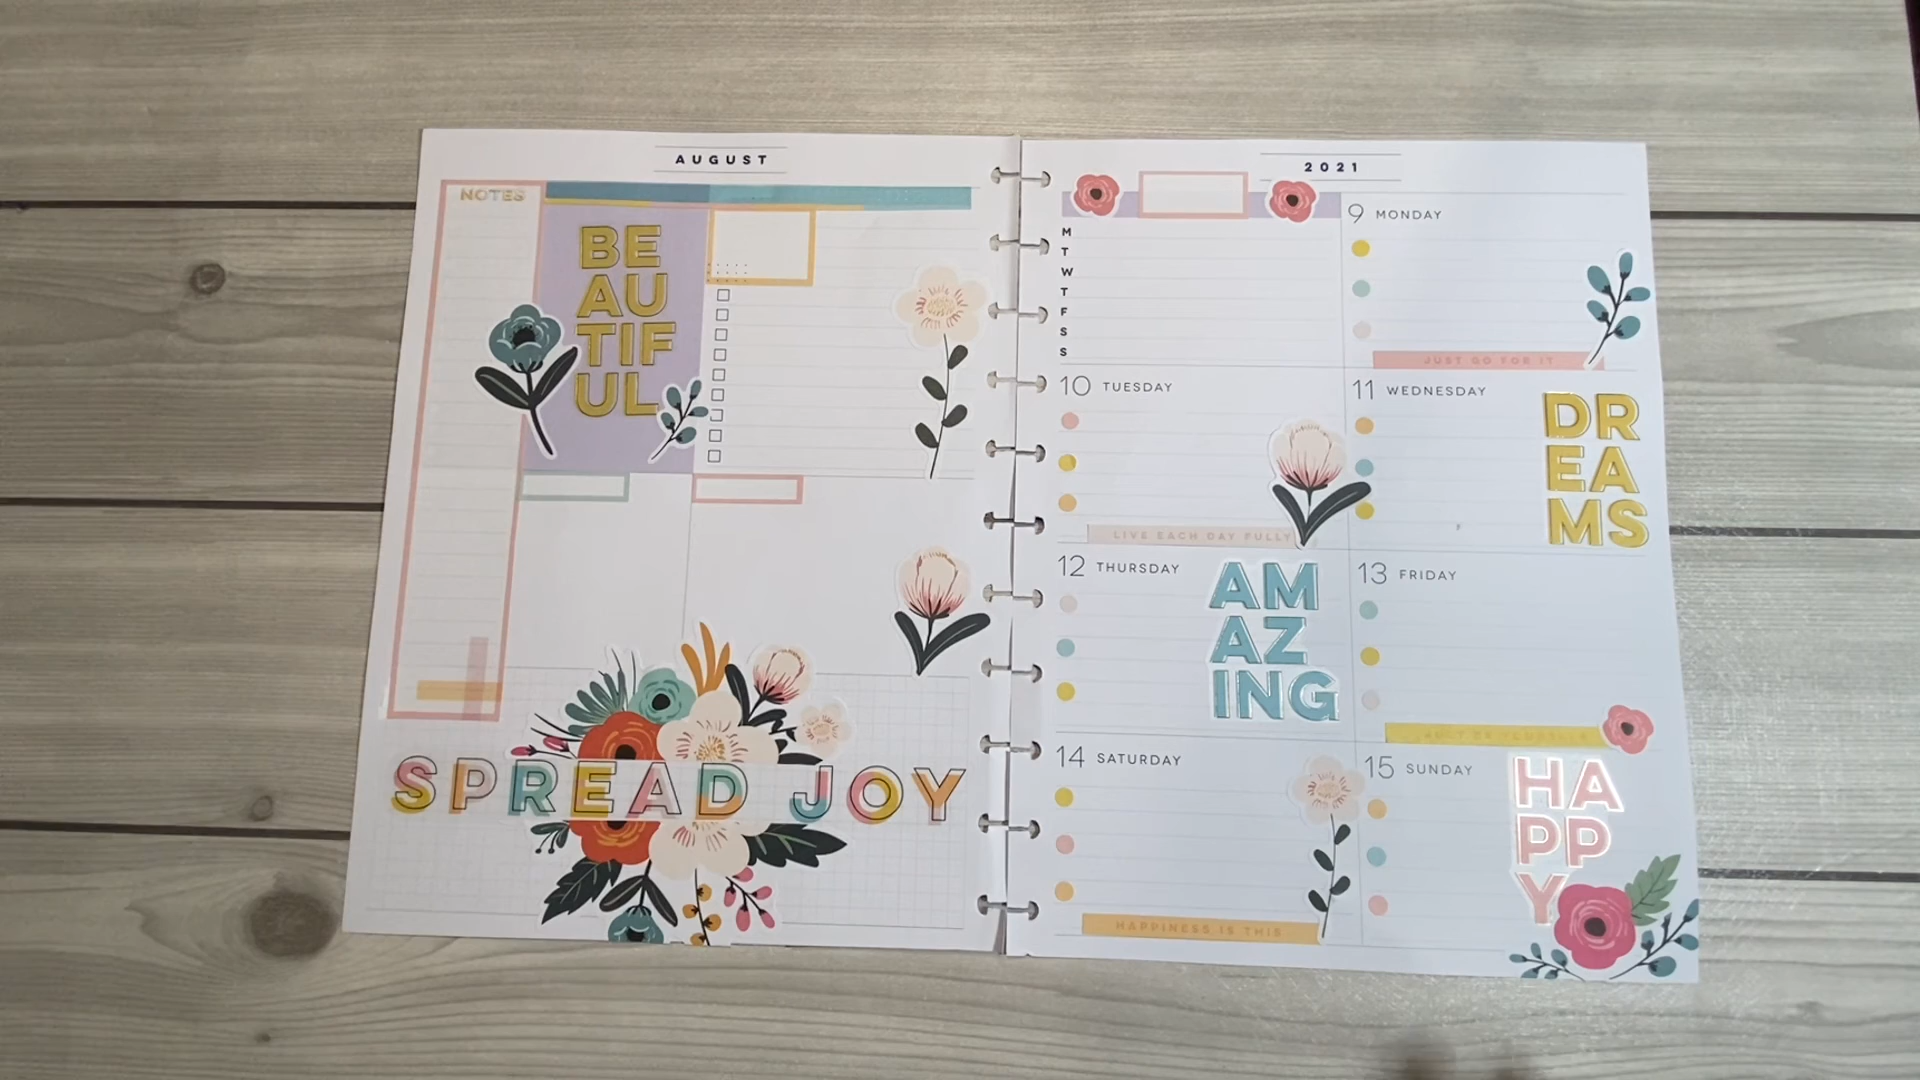 AUGUST
NOTES
BE
AU
TIF
UL
SPREAD JOY
2021
M
T
W
T
F
S
S
9 MONDAY
JUST GO FOR IT
10 TUESDAY
LIVE EACH DAY FULLY
11 WEDNESDAY
DR
EA
MS
12 THURSDAY
AM
AZ
ING
13 FRIDAY
14 SATURDAY
HAPPINESS IS THIS
15 SUNDAY
HA
PP
Y